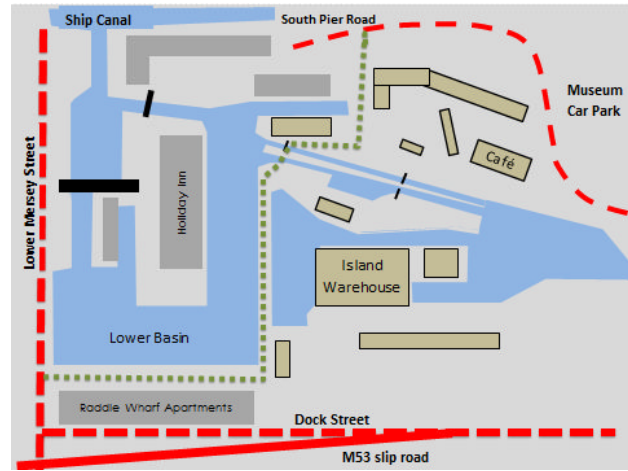 Ship Canal
South Pier Road
Museum
Car Park
Café
Lower Mersey Street
Holiday Inn
Island
Warehouse
Lower Basin
Raddle Wharf Apartments
Dock Street
M53 slip road